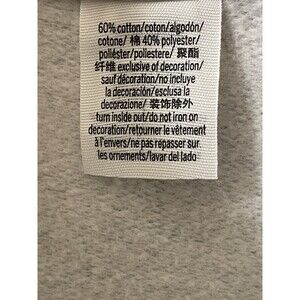 60% cotton/coton/algodón/
cotone/ 棉 40% polyester/
polyester/poliéster/ 聚酯
纤维 exclusive of decoration/
sauf décoration/no incluye
la decoración/esclusa la
decorazione/ 装饰除外
turn inside out/do not iron on
decoration/retourner le vêtement
à l'envers/ne pas repasser sur
les ornements/lavar del lado